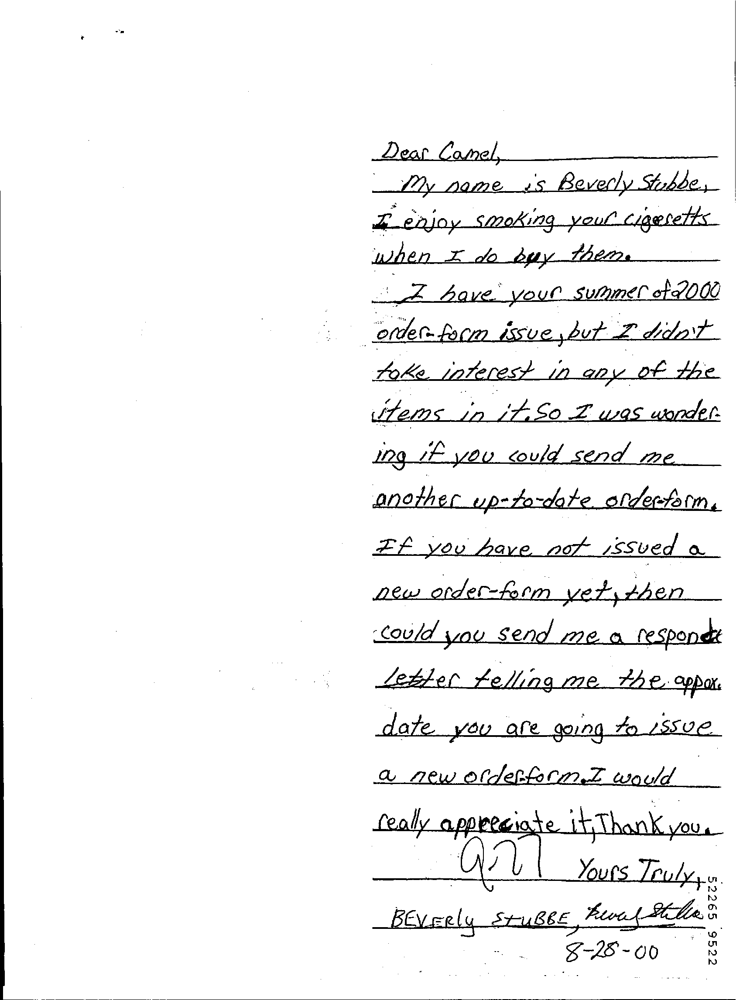 Dear Camel,
My name is Beverly Stubbe,
I enjoy smoking your cigeretts
when I do buy them.
I have your summer of 2000
order-form issue, but I didn't
take interest in any of the
items in it. So I was wonder-
ing if you could send me
another up-to-date order-form.
If you have not issued a
new order-form yet, then
could you send me a respond
letter telling me the appox.
date you are going to issue
a new order-form. I would
really appreciate it, Thank you.
Yours Truly,
BEVERly STUBBE,
8-28-00
52265 9522